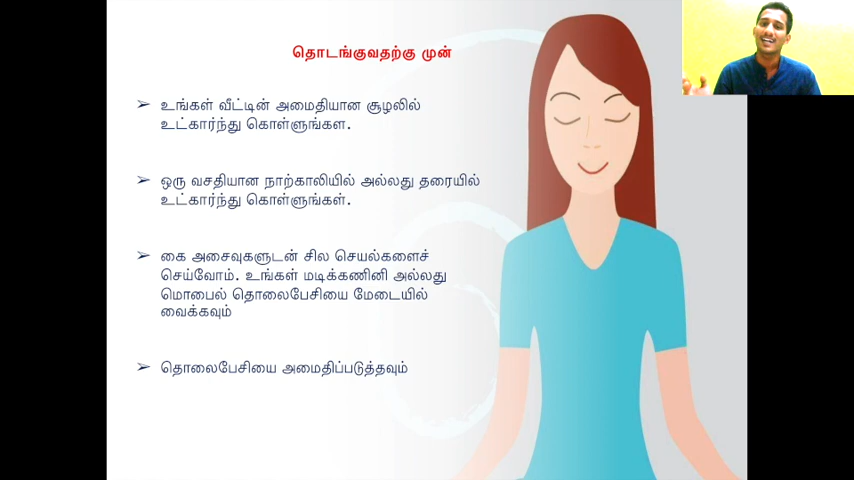 தொடங்குவதற்கு முன்
➢ உங்கள் வீட்டின் அமைதியான சூழலில்
உட்கார்ந்து கொள்ளுங்கள.
➢ ஒரு வசதியான நாற்காலியில் அல்லது தரையில்
உட்கார்ந்து கொள்ளுங்கள்.
➢ கை அசைவுகளுடன் சில செயல்களைச்
செய்வோம். உங்கள் மடிக்கணினி அல்லது
மொபைல் தொலைபேசியை மேடையில்
வைக்கவும்
➢ தொலைபேசியை அமைதிப்படுத்தவும்